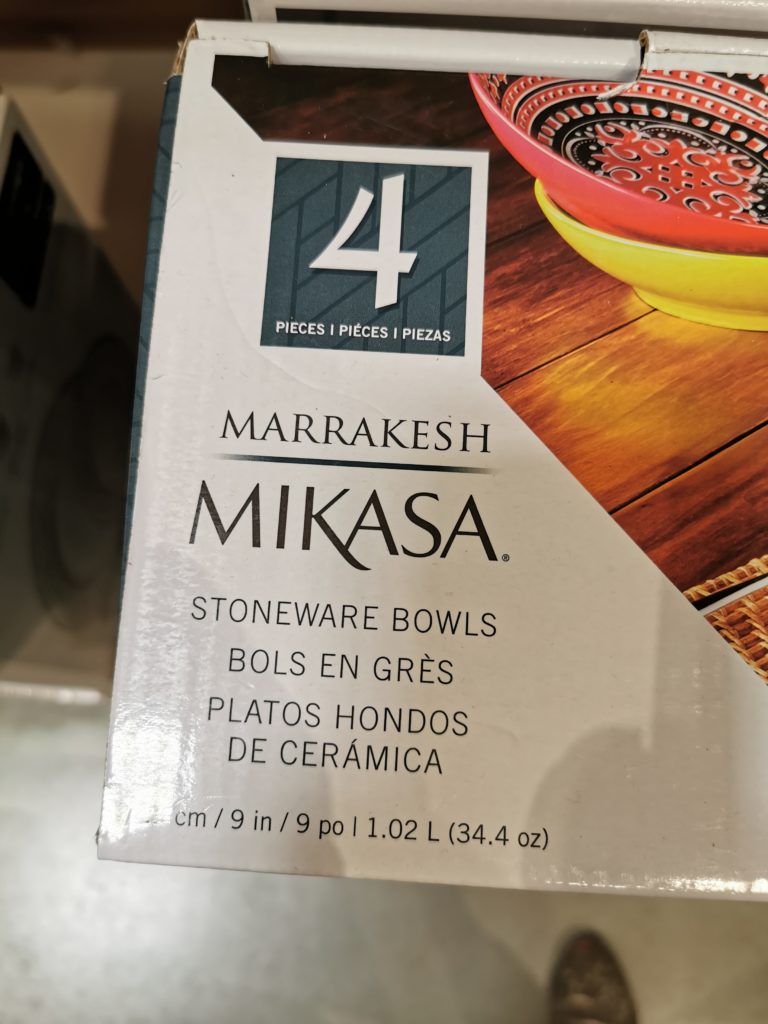 4
PIECES | PIÉCES | PIEZAS
MARRAKESH
MIKASA®
STONEWARE BOWLS
BOLS EN GRÈS
PLATOS HONDOS
DE CERÁMICA
cm / 9 in / 9 po | 1.02 L (34.4 oz)